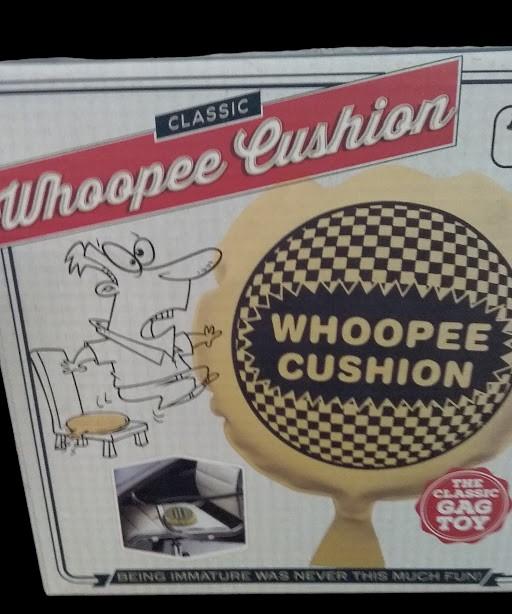 CLASSIC
Whoopee Cushion
WHOOPEE
CUSHION
THE
CLASSIC
GAG
TOY
BEING IMMATURE WAS NEVER THIS MUCH FUN!